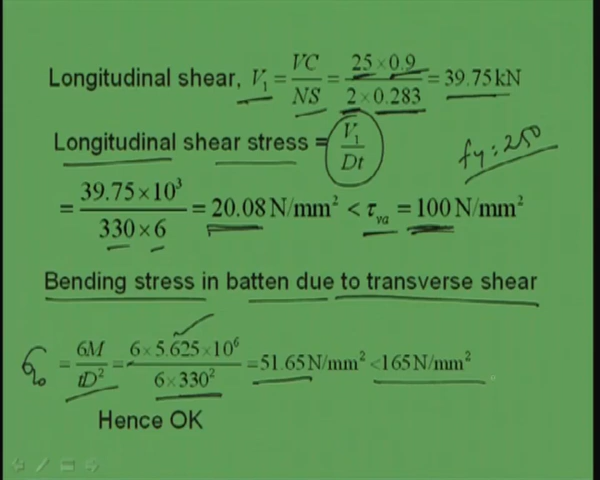 Longitudinal shear, V₁ = VC/NS = 25×0.9/2×0.283 = 39.75 kN
Longitudinal shear stress = V₁/Dt
fy = 250
= 39.75×10³/330×6 = 20.08 N/mm² < τva = 100 N/mm²
Bending stress in batten due to transverse shear
= 6M/tD² = 6×5.625×10⁶/6×330² = 51.65 N/mm² <165 N/mm²
Hence OK